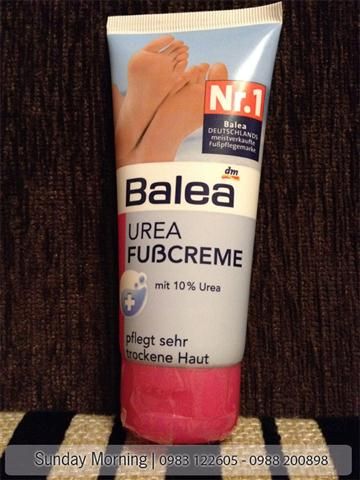 Nr.1
Balea
DEUTSCHLANDS
meistverkaufte
Fußpflegemarke
dm
Balea
UREA
FUßCREME
mit 10% Urea
pflegt sehr
trockene Haut
Sunday Morning | 0983 122605 - 0988 200898